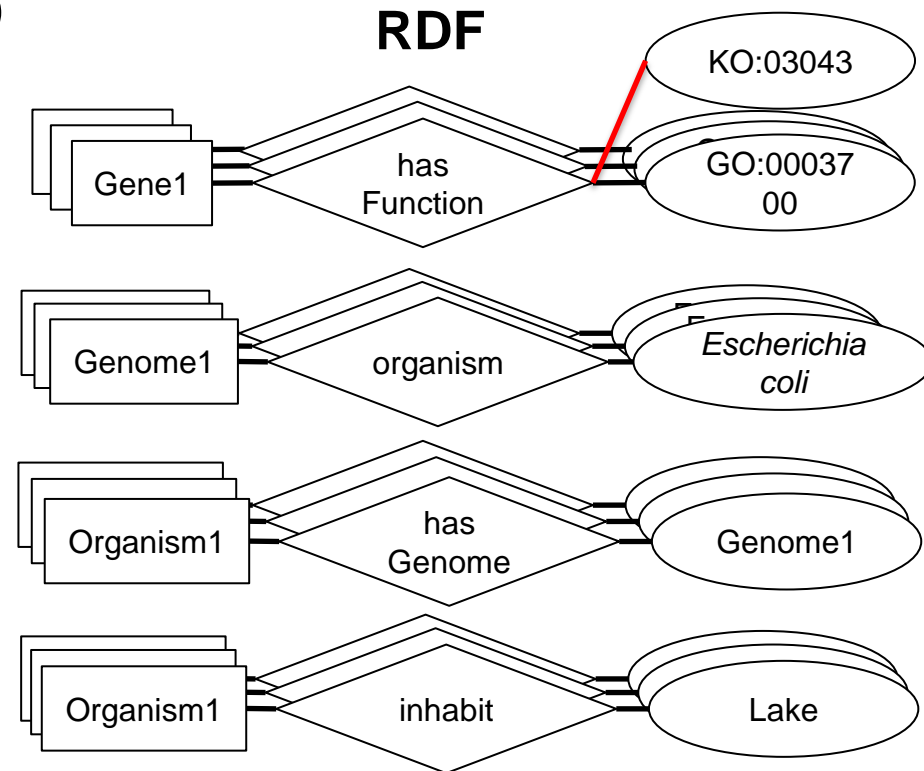 RDF
KO:03043
Gene1
has
Function
GO:00037
00
Genome1
organism
Escherichia
coli
Organism1
has
Genome
Genome1
Organism1
inhabit
Lake